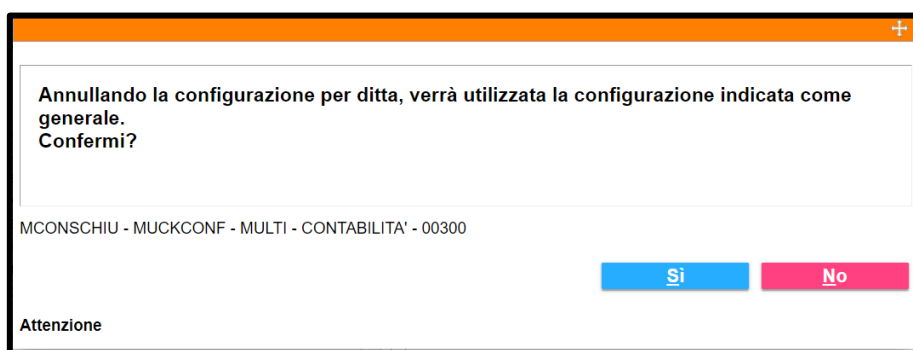 Annullando la configurazione per ditta, verrà utilizzata la configurazione indicata come
generale.
Confermi?
MCONSCHIU - MUCKCONF - MULTI - CONTABILITA' - 00300
Sì No
Attenzione